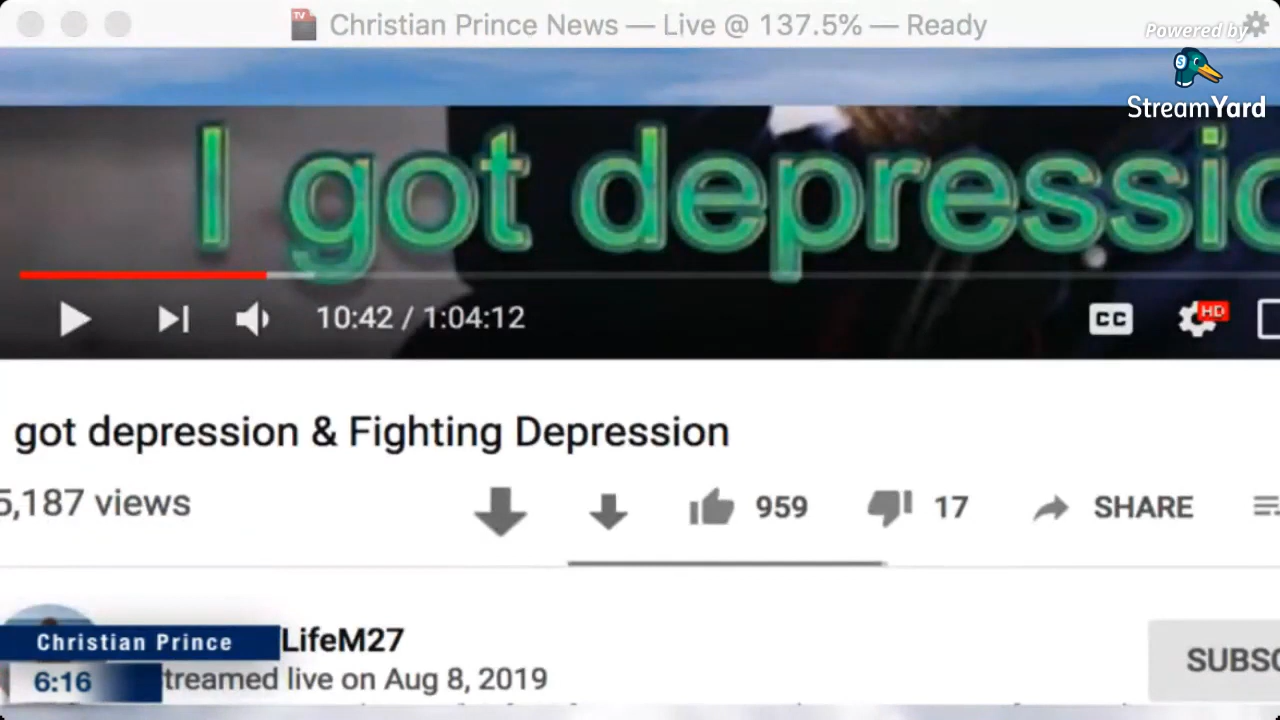 Christian Prince News — Live @ 137.5% — Ready
Powered by
StreamYard
I got depressio
10:42 / 1:04:12
CC
HD
got depression & Fighting Depression
5,187 views
959
17
SHARE
LifeM27
SUBSC
treamed live on Aug 8, 2019
Christian Prince
6:16